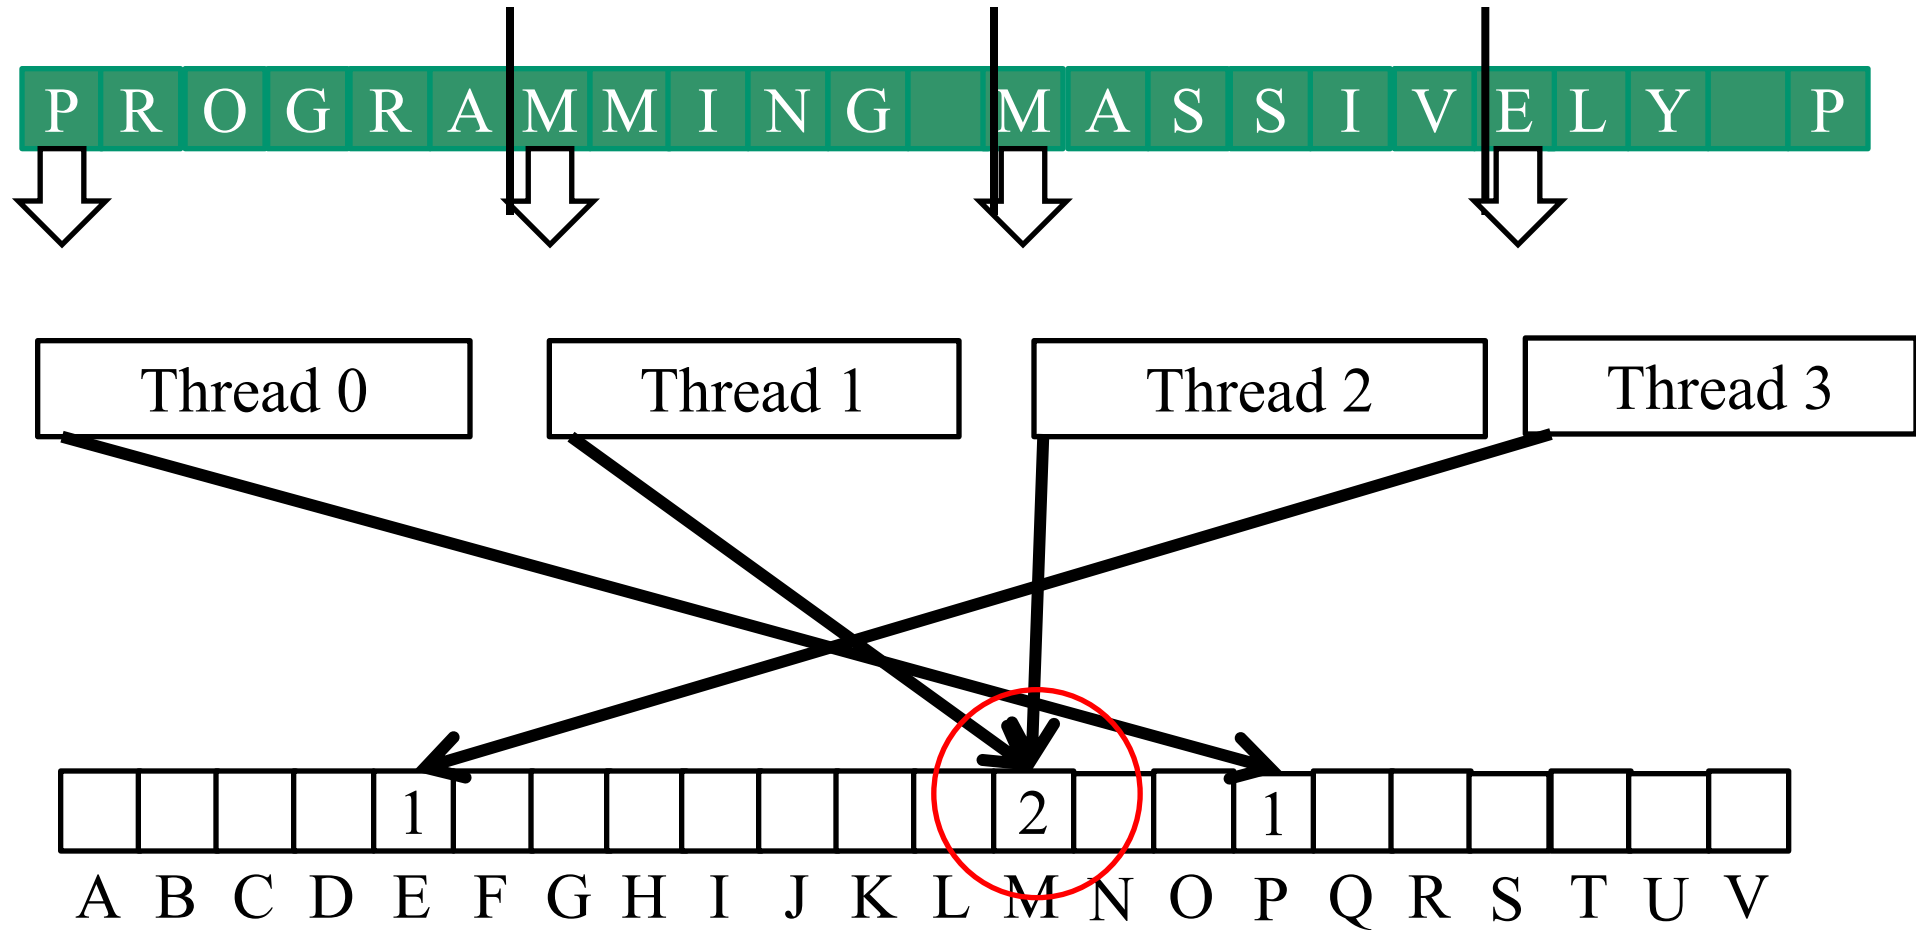 P R O G R A M M I N G M A S S I V E L Y P
Thread 0 Thread 1 Thread 2 Thread 3
1 2 1
A B C D E F G H I J K L M N O P Q R S T U V